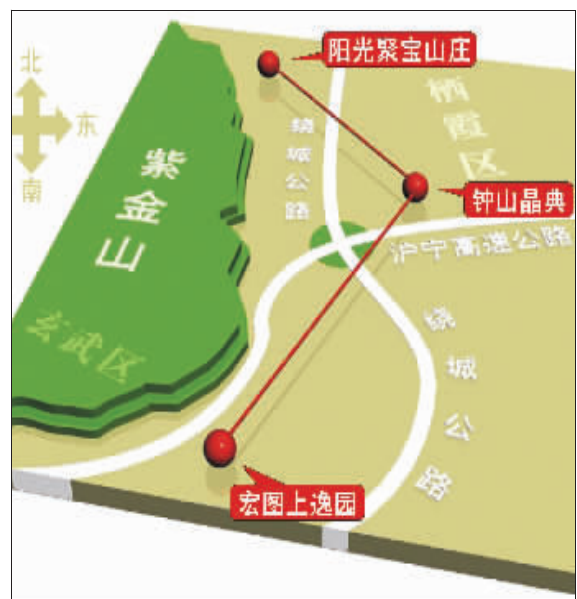 阳光聚宝山庄
北
东
南
栖霞区
绕城公路
紫金山
钟山晶典
沪宁高速公路
玄武区
绕城公路
宏图上逸园